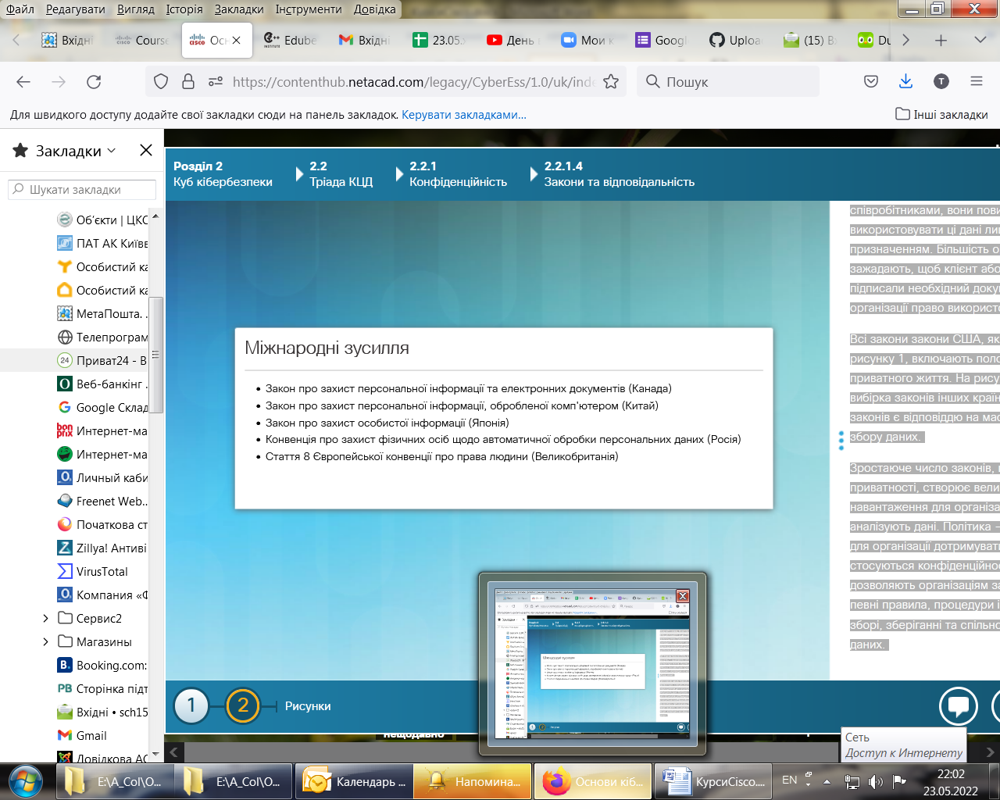 Файл Редагувати Вигляд Історія Закладки Інструменти Довідка
Вхідні Course Осн Edube Вхідні 23.05. День Мои к Googl Uploa (15) Вх Du
https://contenthub.netacad.com/legacy/CyberEss/1.0/uk/inde
Пошук
Для швидкого доступу додайте свої закладки сюди на панель закладок. Керувати закладками...
Інші закладки
Закладки
Шукати закладки
Об'єкти | ЦКС
ПАТ АК Київв
Особистий ка
Особистий ка
МетаПошта. .
Телепрограм
24 Приват24 - В
Веб-банкінг .
Google Склад
bon prix Интернет-ма
Интернет-ма
Личный каби
Freenet Web...
Початкова ст
Zillya! Антиві
VirusTotal
Компания «Ф
Сервис2
Магазины
Booking.com:
PB Сторінка підт
Вхідні • sch15
Gmail
Довідкова АС
Розділ 2
Куб кібербезпеки
2.2
Тріада КЦД
2.2.1
Конфіденційність
2.2.1.4
Закони та відповідальність
Міжнародні зусилля
• Закон про захист персональної інформації та електронних документів (Канада)
• Закон про захист персональної інформації, обробленої комп'ютером (Китай)
• Закон про захист особистої інформації (Японія)
• Конвенція про захист фізичних осіб щодо автоматичної обробки персональних даних (Росія)
• Стаття 8 Європейської конвенції про права людини (Великобританія)
співробітниками, вони пови
використовувати ці дані ли
призначенням. Більшість о
зажадають, щоб клієнт або
підписали необхідний доку
організації право використо
Всі закони закони США, як
рисунку 1, включають поло
приватного життя. На рису
вибірка законів інших країн
законів є відповіддю на мас
збору даних.
Зростаюче число законів,
приватності, створює вели
навантаження для організа
аналізують дані. Політика -
для організації дотримуват
стосуються конфіденційнос
дозволяють організаціям за
певні правила, процедури і
зборі, зберіганні та спільно
даних.
1 2 Рисунки
нещодавно
Сеть
Доступ к Интернету
E:\A_Col\O... E:\A_Col\O... Календарь ... Напомина... Основи кіб... КурсиCisco....
EN
22:02
23.05.2022